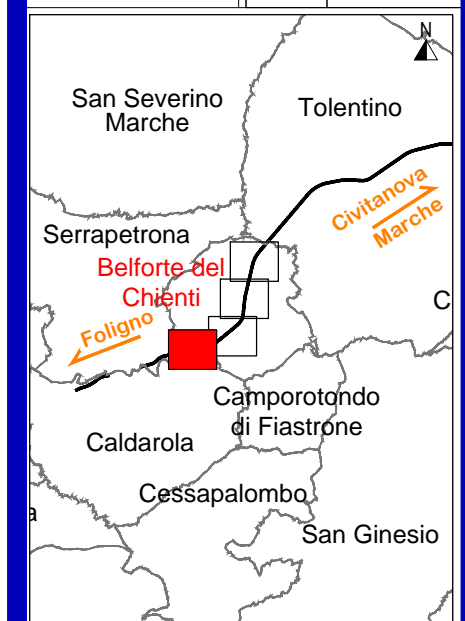 N
San Severino
Marche
Tolentino
Civitanova
Marche
Serrapetrona
Belforte del
Chienti
C
Foligno
Camporotondo
di Fiastrone
Caldarola
Cessapalombo
a
San Ginesio